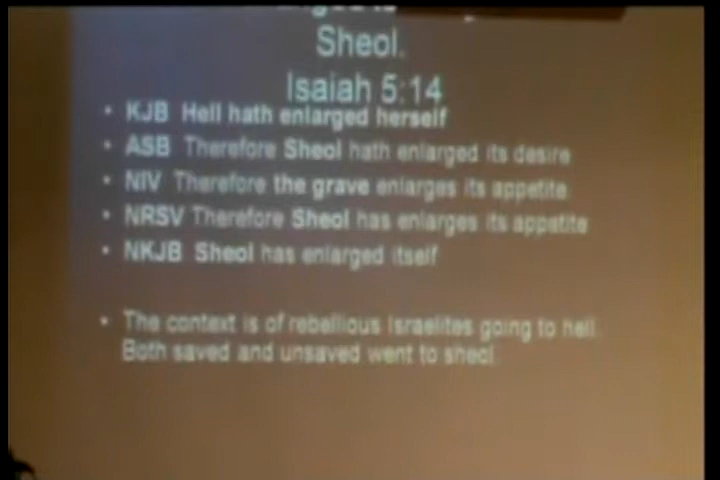 Sheol.
Isaiah 5:14
• KJB Hell hath enlarged herself
• ASB Therefore Sheol hath enlarged its desire
• NIV Therefore the grave enlarges its appetite
• NRSV Therefore Sheol has enlarges its appetite
• NKJB Sheol has enlarged itself
• The context is of rebellious Israelites going to hell.
Both saved and unsaved went to sheol.